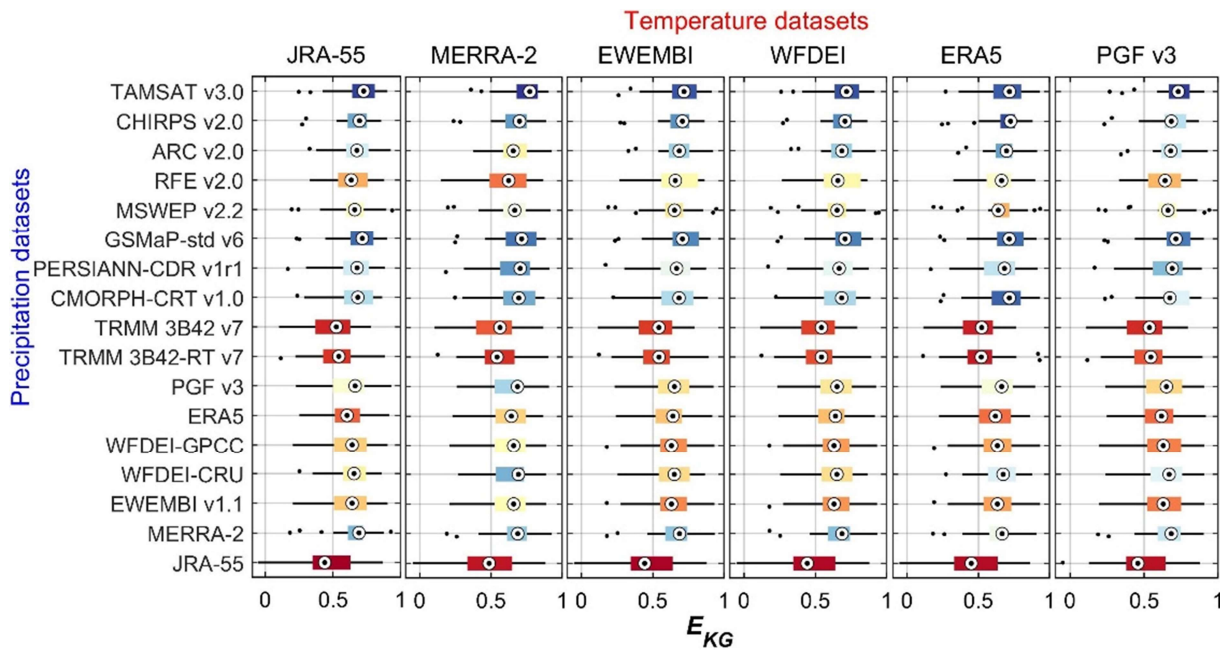 Temperature datasets
JRA-55 MERRA-2 EWEMBI WFDEI ERA5 PGF v3
Precipitation datasets
TAMSAT v3.0
CHIRPS v2.0
ARC v2.0
RFE v2.0
MSWEP v2.2
GSMaP-std v6
PERSIANN-CDR v1r1
CMORPH-CRT v1.0
TRMM 3B42 v7
TRMM 3B42-RT v7
PGF v3
ERA5
WFDEI-GPCC
WFDEI-CRU
EWEMBI v1.1
MERRA-2
JRA-55
0 0.5 1 0 0.5 1 0 0.5 1 0 0.5 1 0 0.5 1 0 0.5 1
E_KG